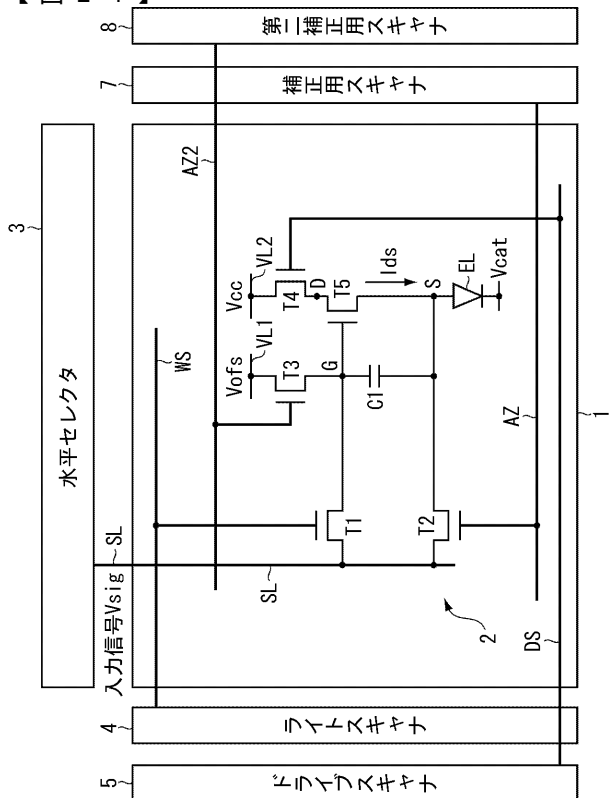 8
第二補正用スキャナ
7
補正用スキャナ
3
水平セレクタ
AZ2
WS
Vcc
VL2
Vofs
VL1
T4
D
T3
T5
Ids
G
S
EL
Vcat
C1
AZ
1
SL
入力信号Vsig
T1
T2
SL
2
DS
4
ライトスキャナ
5
ドライブスキャナ